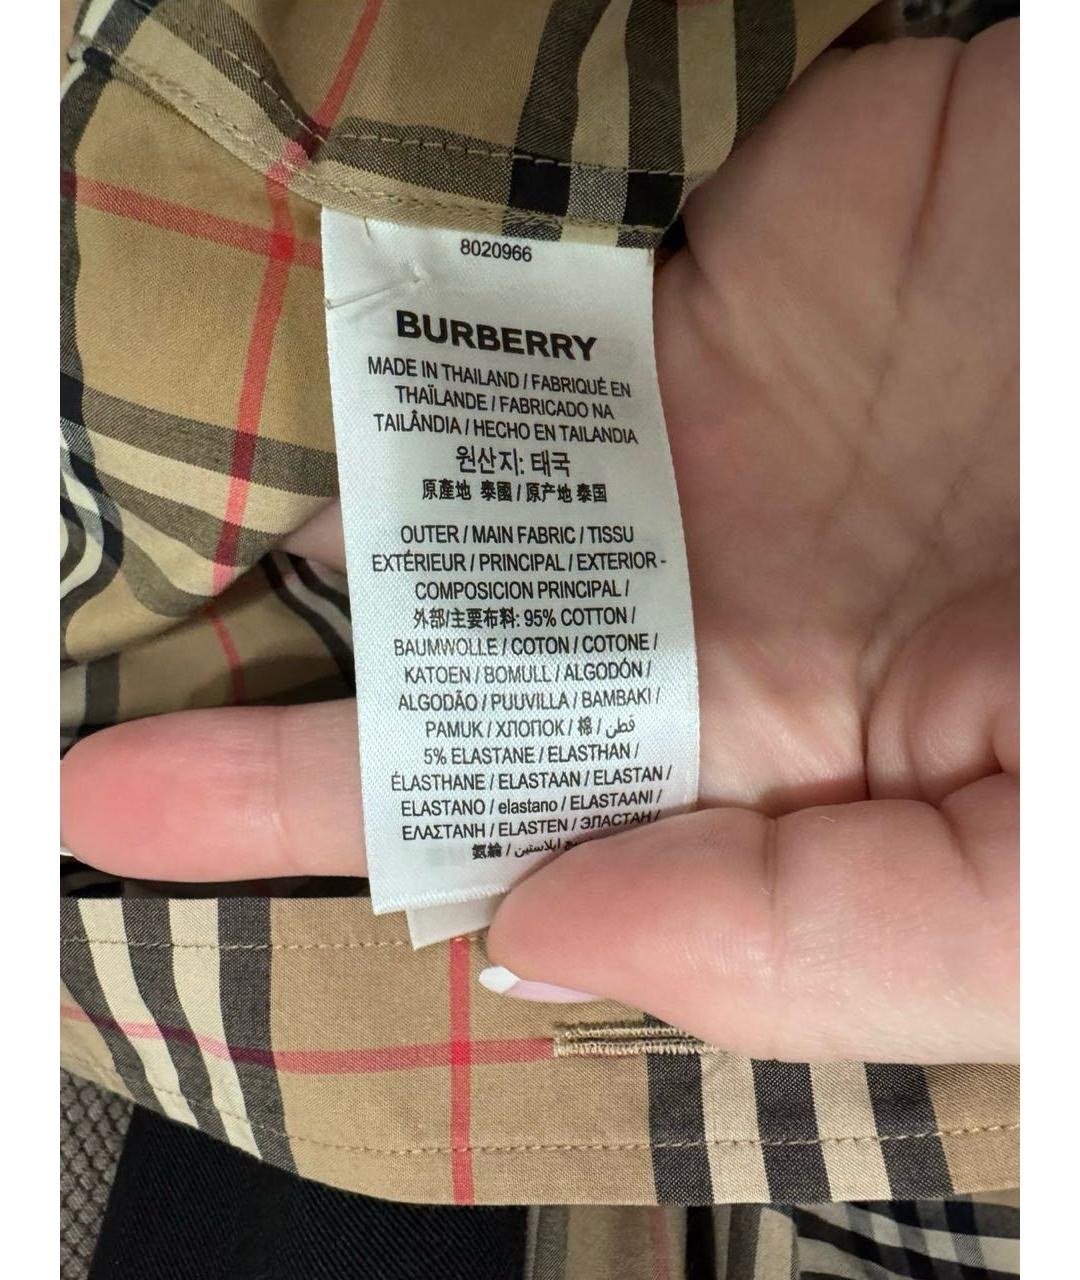 8020966
BURBERRY
MADE IN THAILAND / FABRIQUÉ EN
THAÏLANDE / FABRICADO NA
TAILÂNDIA / HECHO EN TAILANDIA
원산지: 태국
原產地 泰國 / 原产地 泰国
OUTER / MAIN FABRIC / TISSU
EXTÉRIEUR / PRINCIPAL / EXTERIOR -
COMPOSICION PRINCIPAL /
外部/主要布料: 95% COTTON /
BAUMWOLLE / COTON / COTONE /
KATOEN / BOMULL / ALGODÓN /
ALGODÃO / PUUVILLA / BAMBAKI /
PAMUK / ХЛОПОК / 棉 / قطن /
5% ELASTANE / ELASTHAN /
ÉLASTHANE / ELASTAAN / ELASTAN /
ELASTANO / elastano / ELASTAANI /
ΕΛΑΣΤΑΝΗ / ELASTEN / ЭЛАСТАН /
氨綸 / ايلاستين